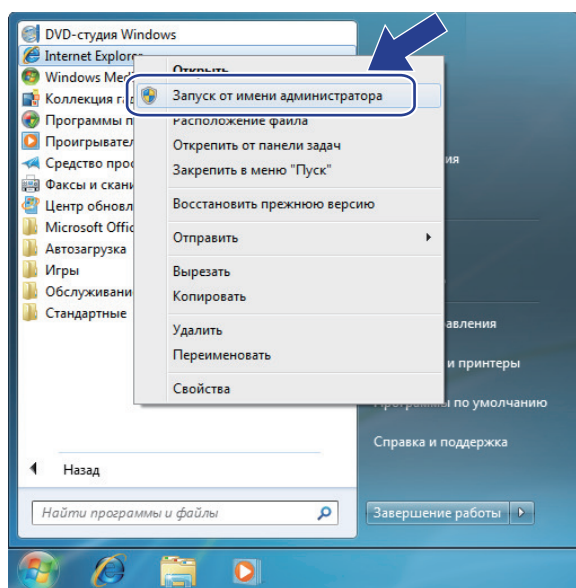 DVD-студия Windows
Internet Explorer
Windows Med
Коллекция га
Программы п
Проигрывател
Средство прос
Факсы и скани
Центр обновл
Microsoft Offic
Автозагрузка
Игры
Обслуживани
Стандартные
Назад
Найти программы и файлы
Открыть
Запуск от имени администратора
Расположение файла
Открепить от панели задач
Закрепить в меню "Пуск"
Восстановить прежнюю версию
Отправить
Вырезать
Копировать
Удалить
Переименовать
Свойства
ия
авления
и принтеры
Программы по умолчанию
Справка и поддержка
Завершение работы